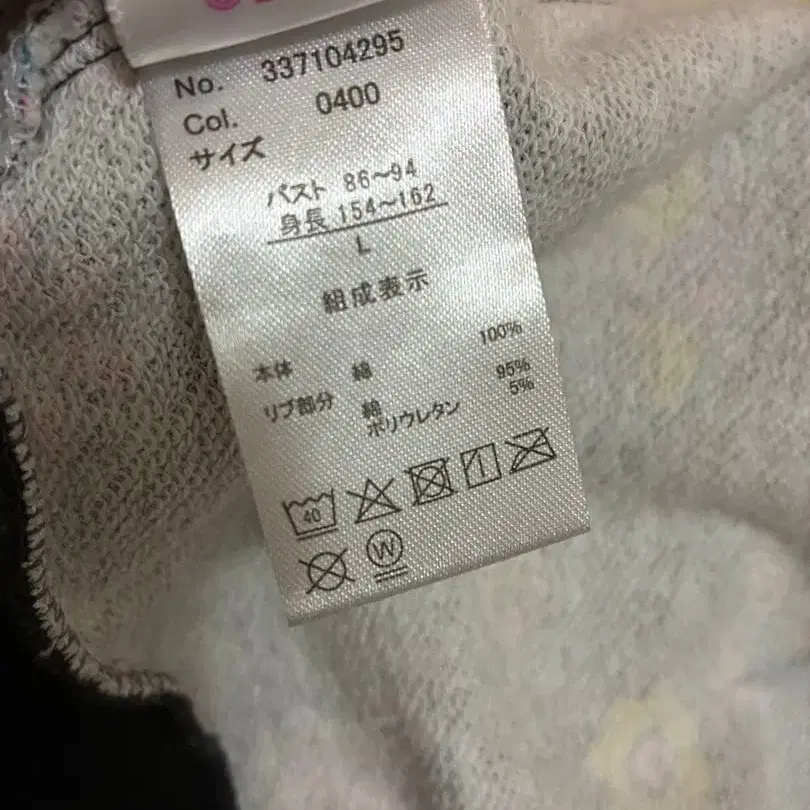 No. 337104295
Col. 0400
サイズ
バスト 86～94
身長 154～162
L
組成表示
本体 綿 100%
リブ部分 綿 95%
ポリウレタン 5%
40
W